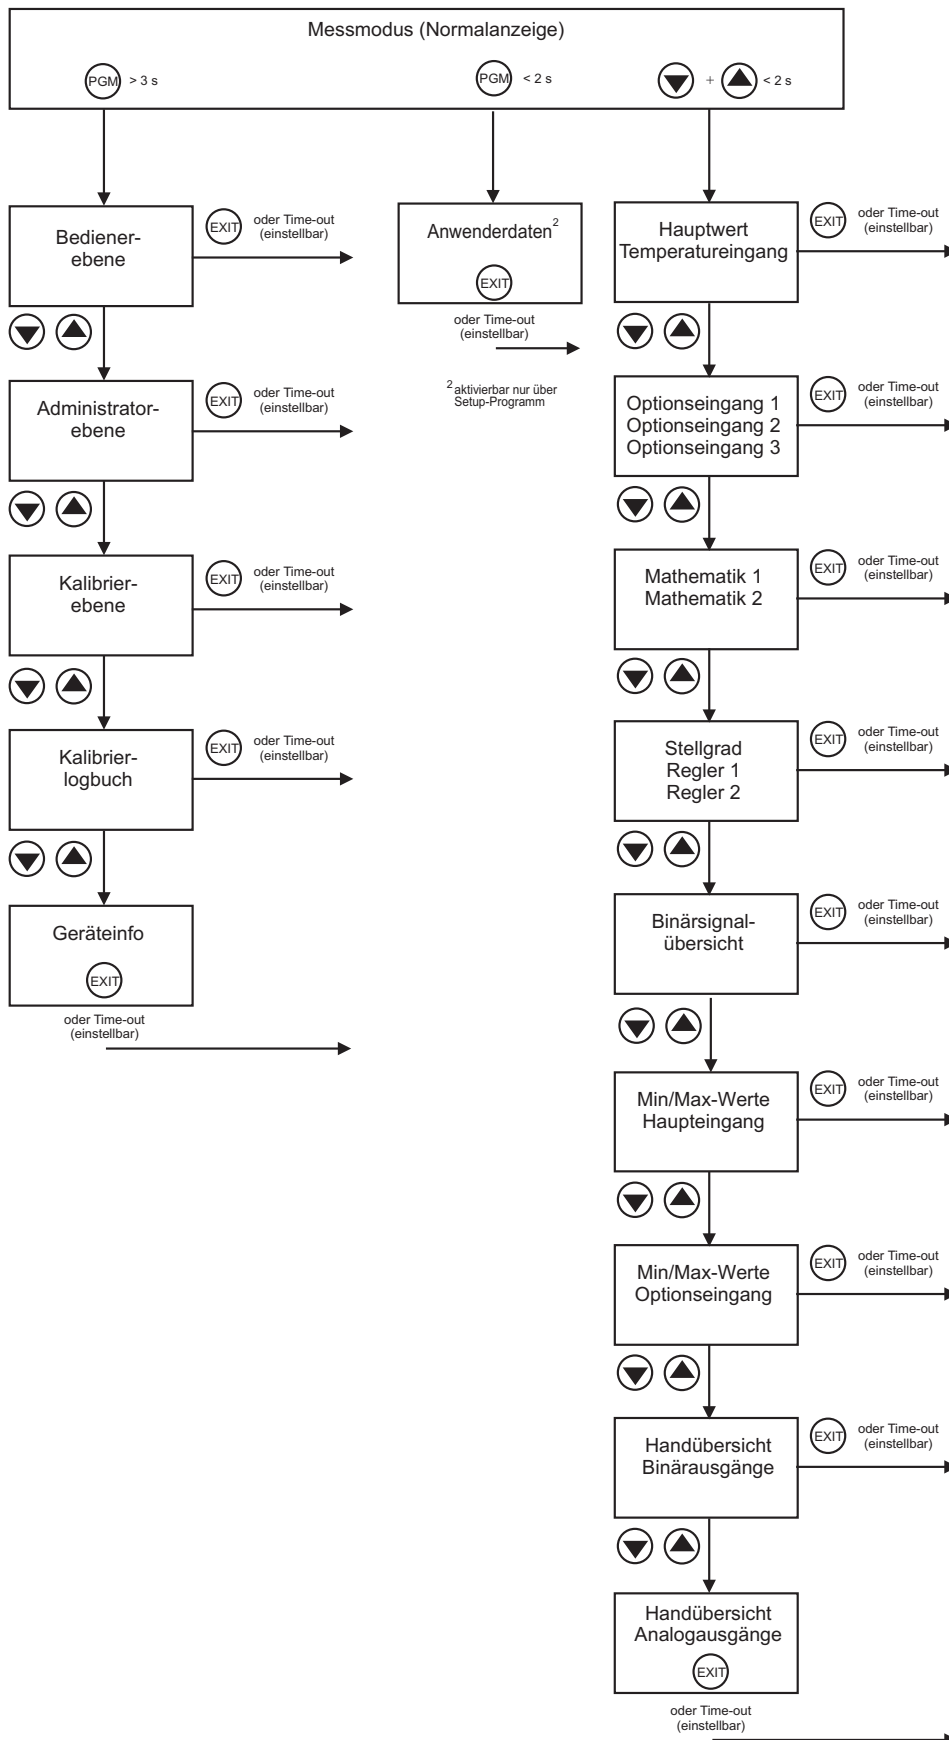 Messmodus (Normalanzeige)
PGM > 3 s
PGM < 2 s
+ < 2 s
Bediener-
ebene
EXIT
oder Time-out
(einstellbar)
Administrator-
ebene
EXIT
oder Time-out
(einstellbar)
Kalibrier-
ebene
EXIT
oder Time-out
(einstellbar)
Kalibrier-
logbuch
EXIT
oder Time-out
(einstellbar)
Geräteinfo
EXIT
oder Time-out
(einstellbar)
Anwenderdaten²
EXIT
oder Time-out
(einstellbar)
² aktivierbar nur über
Setup-Programm
Hauptwert
Temperatureingang
EXIT
oder Time-out
(einstellbar)
Optionseingang 1
Optionseingang 2
Optionseingang 3
EXIT
oder Time-out
(einstellbar)
Mathematik 1
Mathematik 2
EXIT
oder Time-out
(einstellbar)
Stellgrad
Regler 1
Regler 2
EXIT
oder Time-out
(einstellbar)
Binärsignal-
übersicht
EXIT
oder Time-out
(einstellbar)
Min/Max-Werte
Haupteingang
EXIT
oder Time-out
(einstellbar)
Min/Max-Werte
Optionseingang
EXIT
oder Time-out
(einstellbar)
Handübersicht
Binärausgänge
EXIT
oder Time-out
(einstellbar)
Handübersicht
Analogausgänge
EXIT
oder Time-out
(einstellbar)